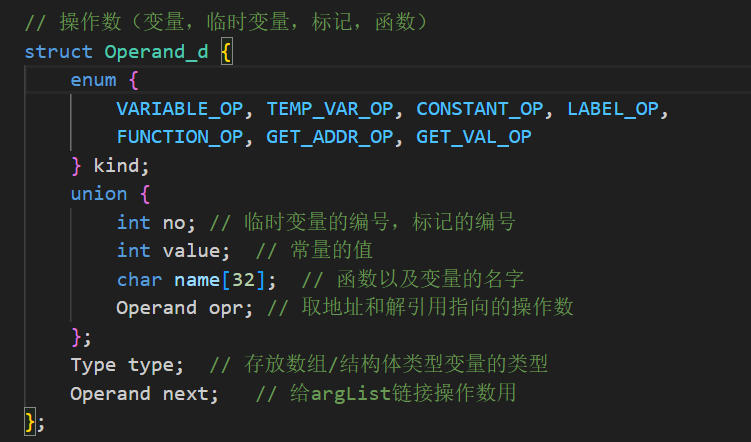 // 操作数（变量，临时变量，标记，函数）
struct Operand_d {
    enum {
        VARIABLE_OP, TEMP_VAR_OP, CONSTANT_OP, LABEL_OP,
        FUNCTION_OP, GET_ADDR_OP, GET_VAL_OP
    } kind;
    union {
        int no; // 临时变量的编号，标记的编号
        int value;  // 常量的值
        char name[32];  // 函数以及变量的名字
        Operand opr; // 取地址和解引用指向的操作数
    };
    Type type;  // 存放数组/结构体类型变量的类型
    Operand next;   // 给argList链接操作数用
};